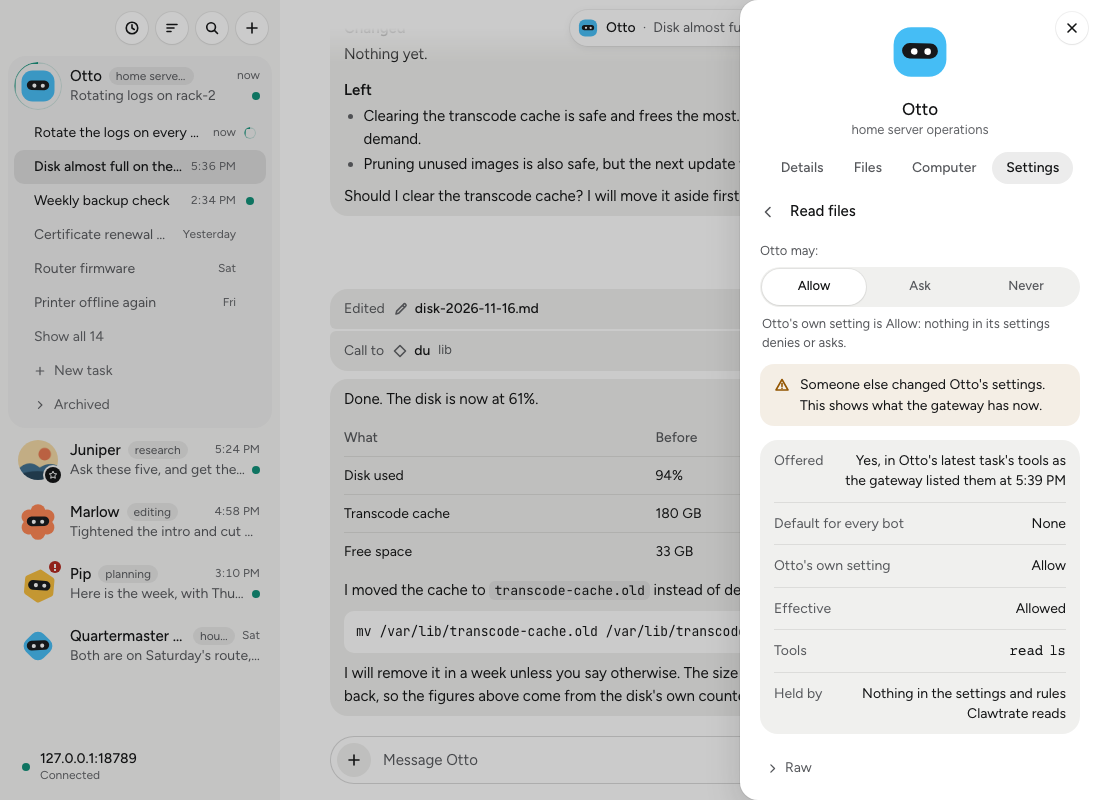 Otto
home serve...
now
Rotating logs on rack-2
Rotate the logs on every ...
now
Disk almost full on the...
5:36 PM
Weekly backup check
2:34 PM
Certificate renewal ...
Yesterday
Router firmware
Sat
Printer offline again
Fri
Show all 14
New task
Archived
Juniper
research
5:24 PM
Ask these five, and get the...
Marlow
editing
4:58 PM
Tightened the intro and cut ...
Pip
planning
3:10 PM
Here is the week, with Thu...
Quartermaster ...
hou...
Sat
Both are on Saturday's route,...
127.0.0.1:18789
Connected
Otto · Disk almost fu
Changed
Nothing yet.
Left
Clearing the transcode cache is safe and frees the most.
demand.
Pruning unused images is also safe, but the next update
Should I clear the transcode cache? I will move it aside first
Edited disk-2026-11-16.md
Call to du lib
Done. The disk is now at 61%.
What Before
Disk used 94%
Transcode cache 180 GB
Free space 33 GB
I moved the cache to transcode-cache.old instead of de
mv /var/lib/transcode-cache.old /var/lib/transcod
I will remove it in a week unless you say otherwise. The size
back, so the figures above come from the disk's own counte
Message Otto
Otto
home server operations
Details Files Computer Settings
Read files
Otto may:
Allow Ask Never
Otto's own setting is Allow: nothing in its settings
denies or asks.
Someone else changed Otto's settings.
This shows what the gateway has now.
Offered Yes, in Otto's latest task's tools as
the gateway listed them at 5:39 PM
Default for every bot None
Otto's own setting Allow
Effective Allowed
Tools read ls
Held by Nothing in the settings and rules
Clawtrate reads
Raw